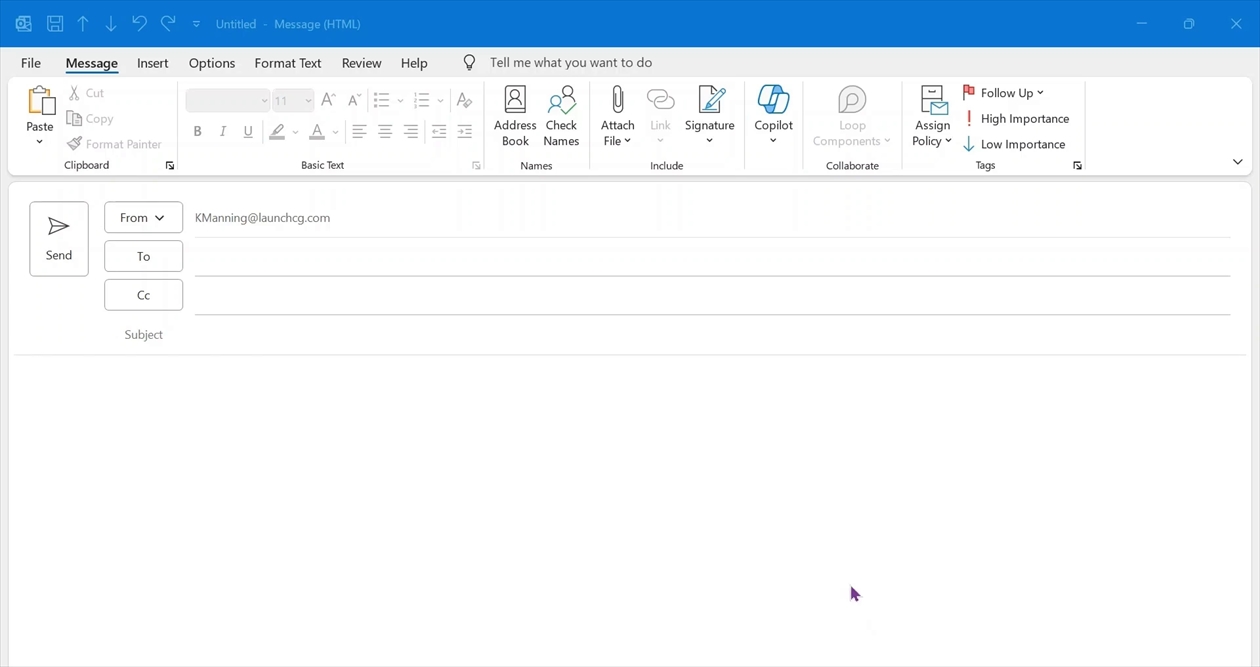 Untitled - Message (HTML)
File Message Insert Options Format Text Review Help Tell me what you want to do
Paste Cut Copy Format Painter
Clipboard
11
B I U A
Basic Text
Address Book Check Names
Names
Attach File Link Signature
Include
Copilot
Loop Components
Collaborate
Assign Policy Follow Up High Importance Low Importance
Tags
Send
From KManning@launchcg.com
To
Cc
Subject